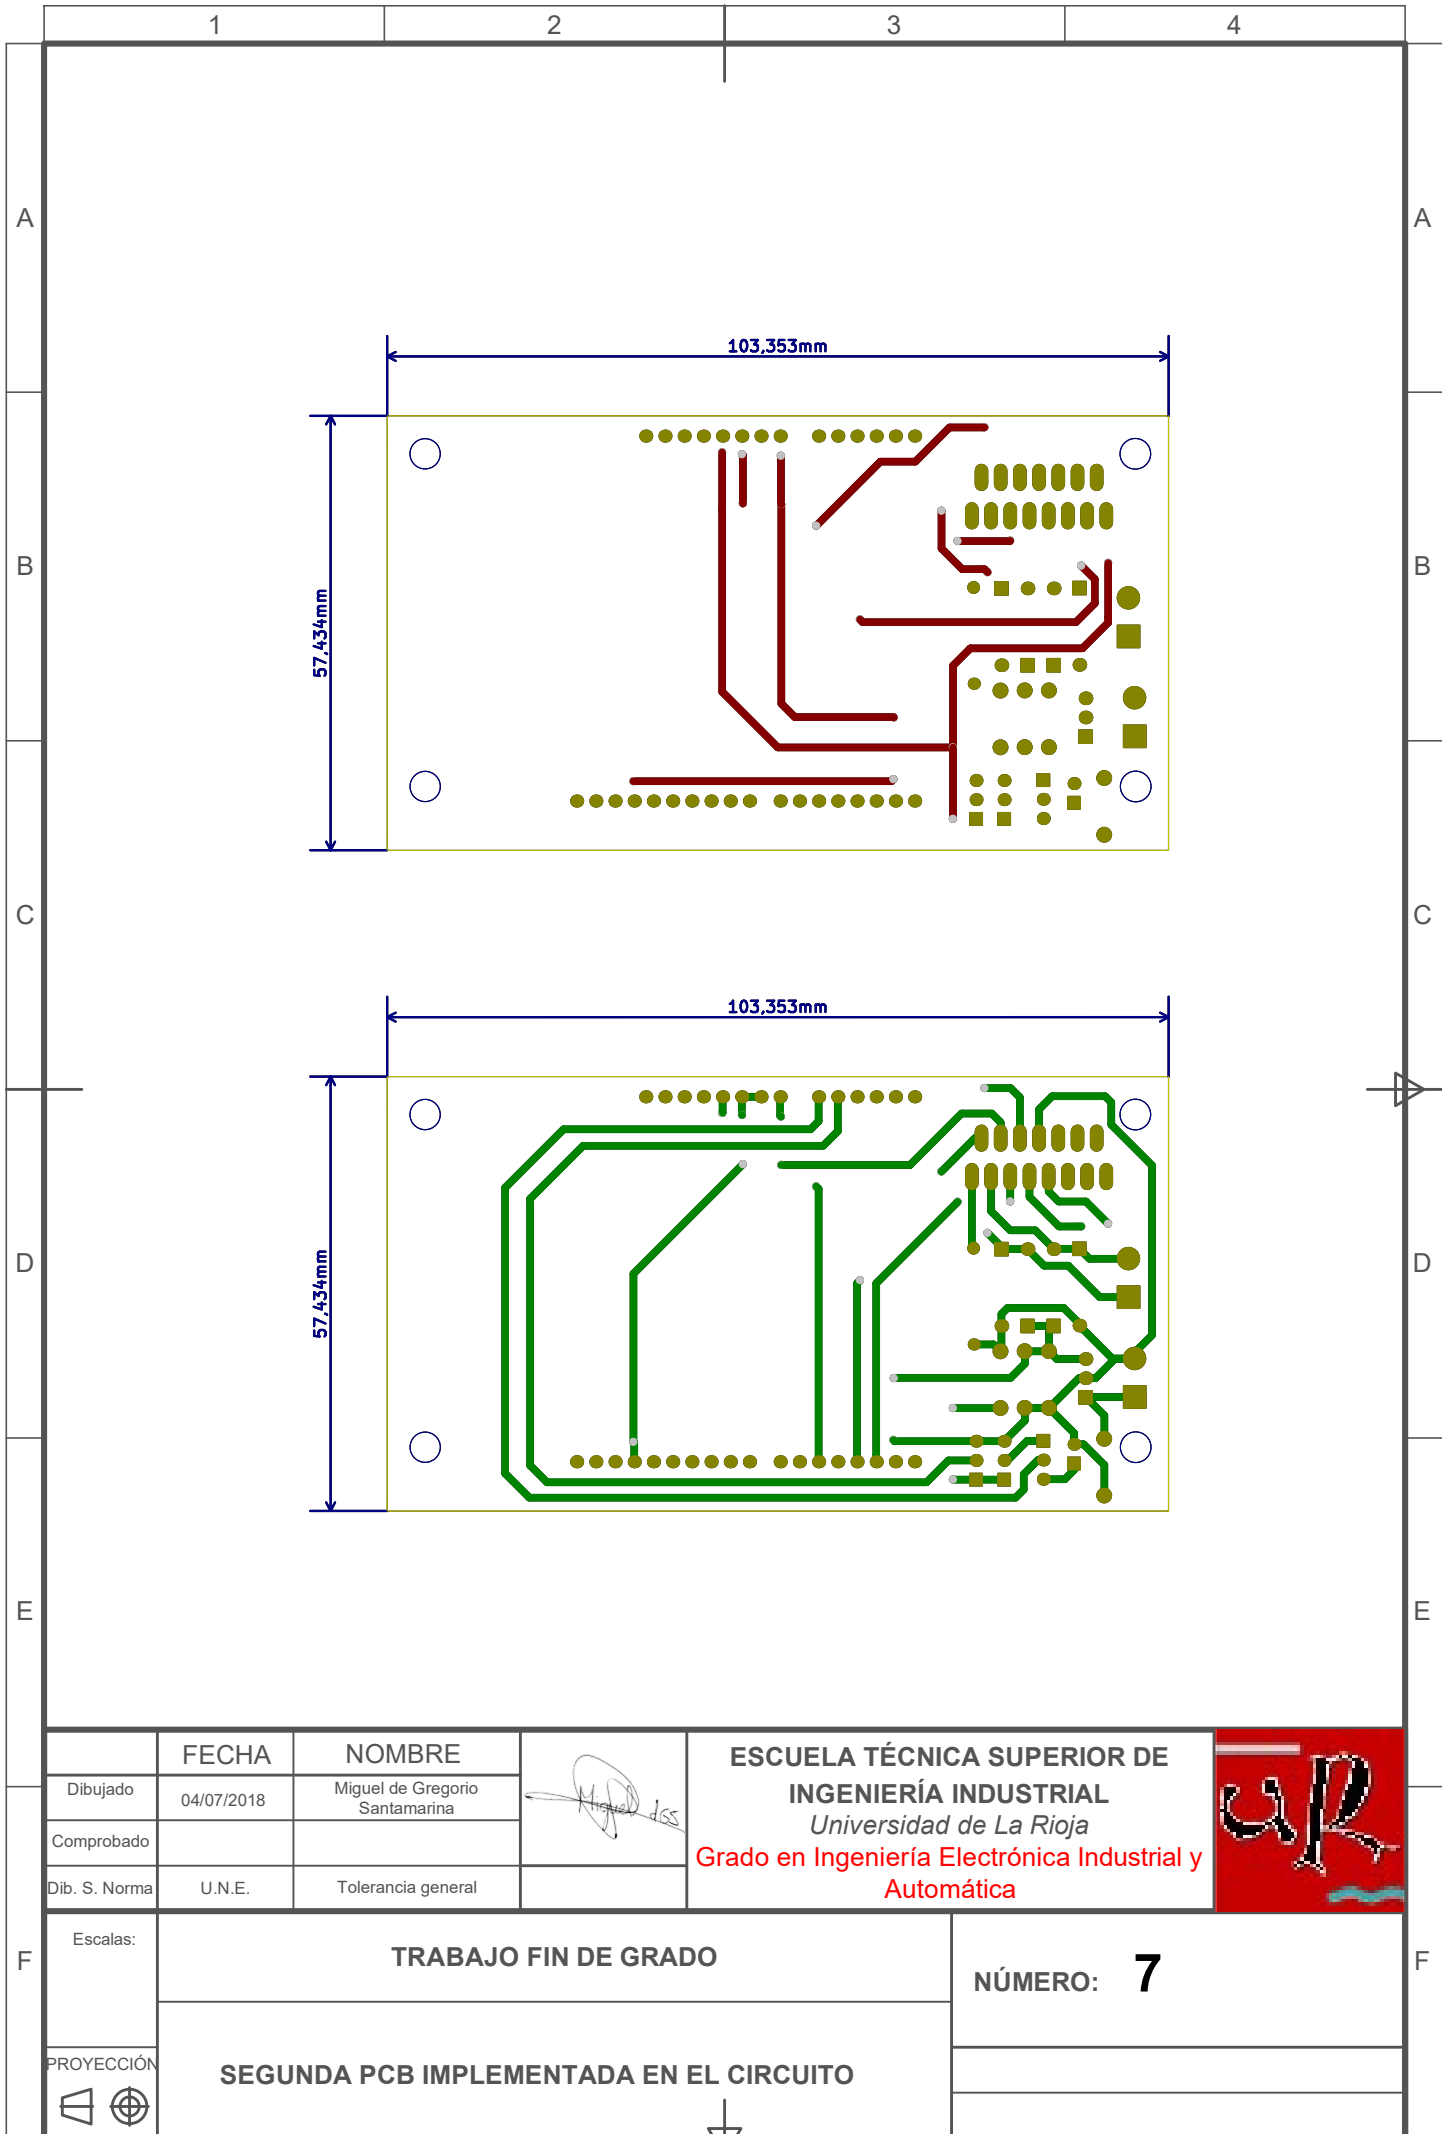 1 2 3 4
A A
103,353mm
B B
57,434mm
C C
103,353mm
D D
57,434mm
E E
FECHA NOMBRE
Dibujado 04/07/2018 Miguel de Gregorio
Santamarina
Miguel dGS
Comprobado
Dib. S. Norma U.N.E. Tolerancia general
ESCUELA TÉCNICA SUPERIOR DE
INGENIERÍA INDUSTRIAL
Universidad de La Rioja
Grado en Ingeniería Electrónica Industrial y
Automática
uR
F F
Escalas:
TRABAJO FIN DE GRADO
NÚMERO: 7
PROYECCIÓN
SEGUNDA PCB IMPLEMENTADA EN EL CIRCUITO